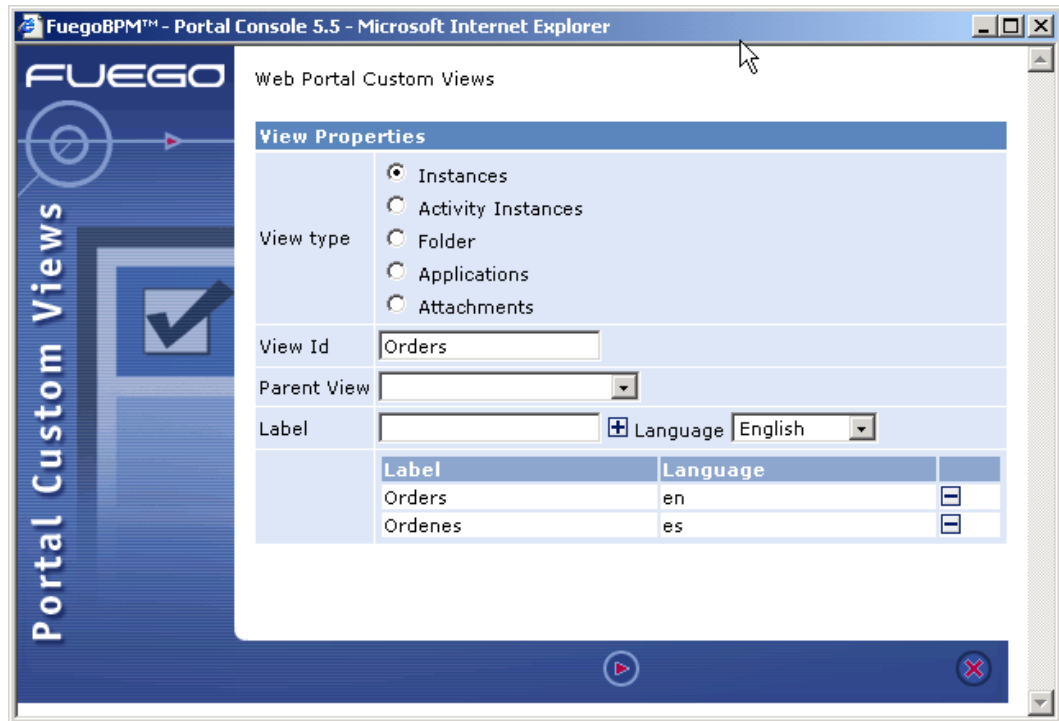 FuegoBPM™ - Portal Console 5.5 - Microsoft Internet Explorer
FUEGO
Web Portal Custom Views
Portal Custom Views
View Properties
View type
Instances
Activity Instances
Folder
Applications
Attachments
View Id Orders
Parent View
Label Language English
Label Language
Orders en
Ordenes es